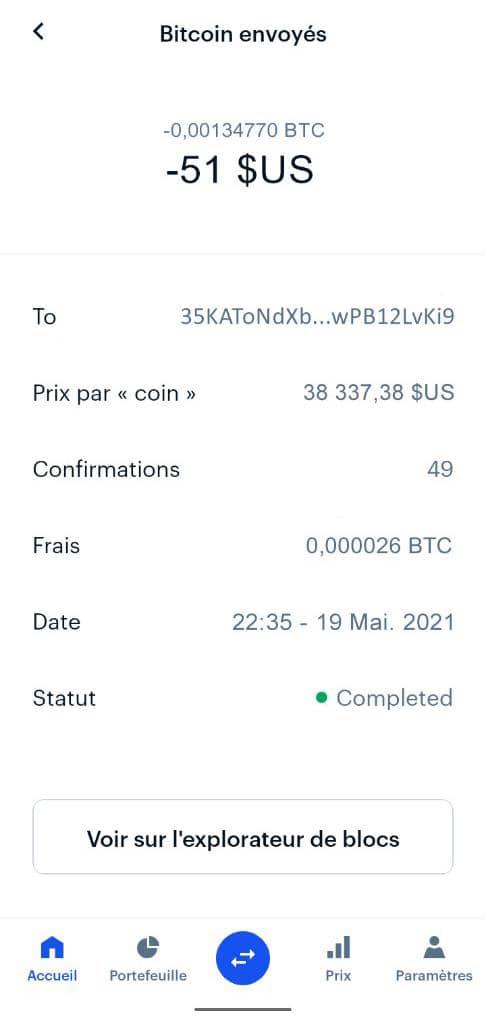 Bitcoin envoyés
-0,00134770 BTC
-51 $US
To 35KAToNdXb...wPB12LvKi9
Prix par « coin » 38 337,38 $US
Confirmations 49
Frais 0,000026 BTC
Date 22:35 - 19 Mai. 2021
Statut Completed
Voir sur l'explorateur de blocs
Accueil Portefeuille Prix Paramètres